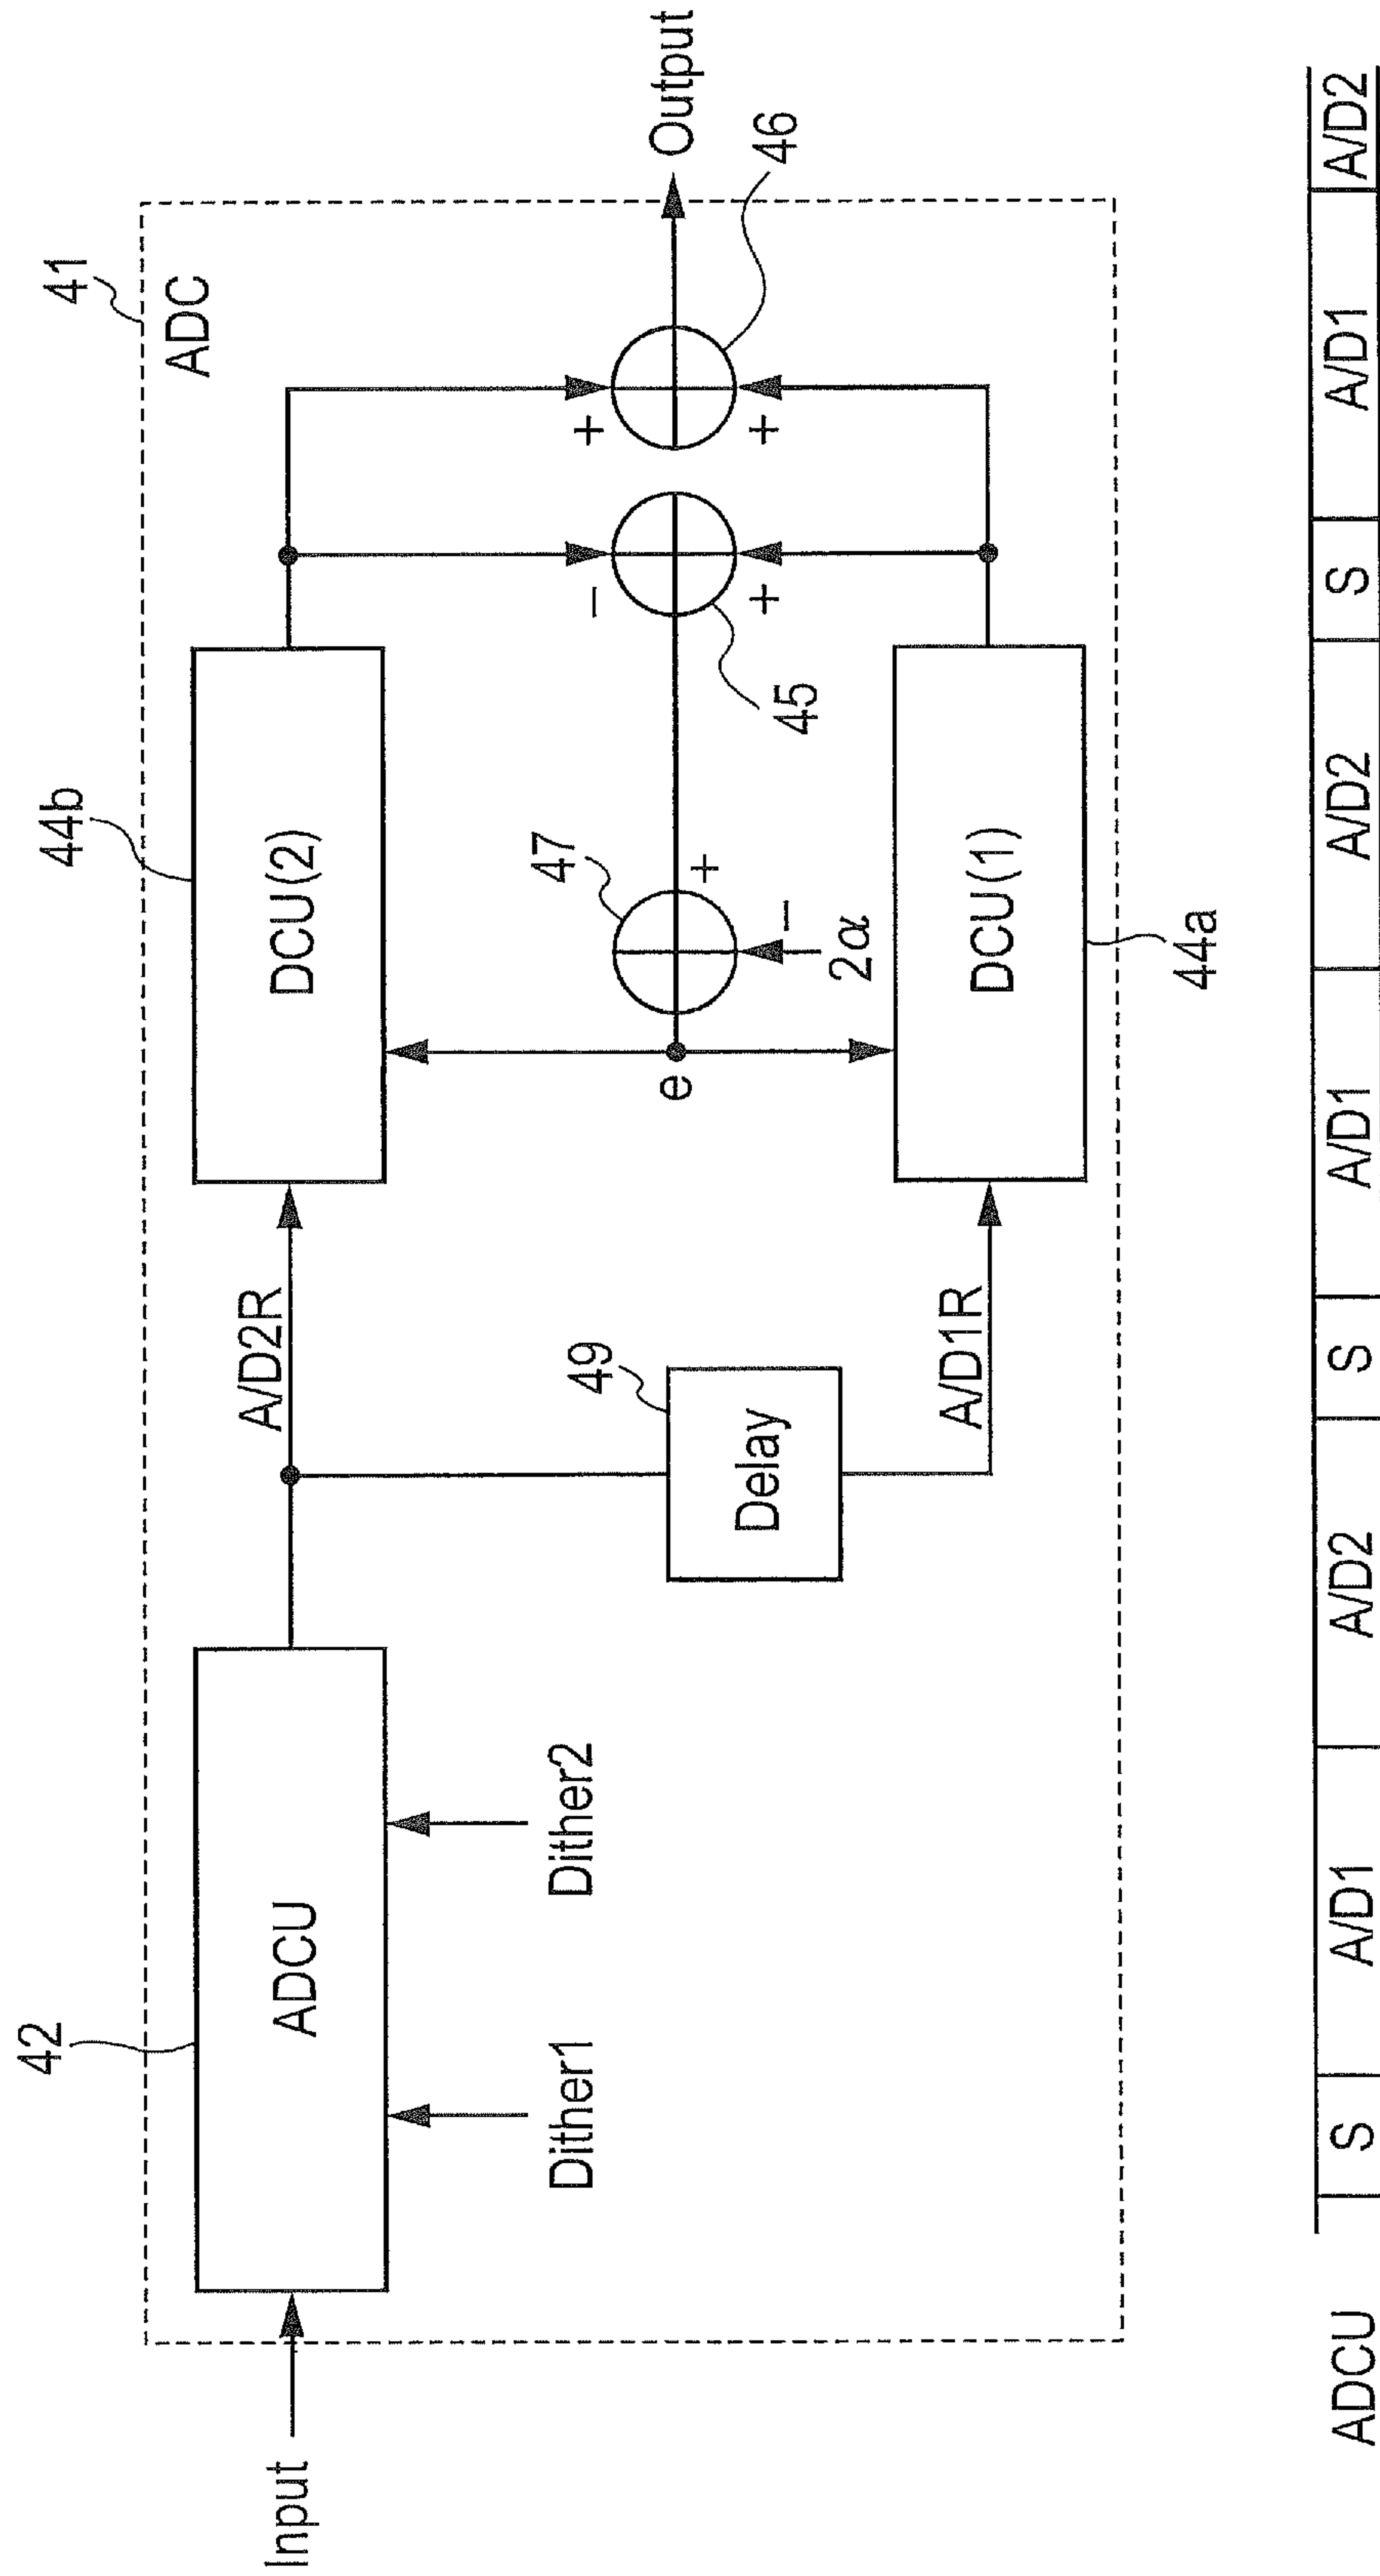 41
ADC
42
ADCU
Input
Dither1
Dither2
A/D2R
49
Delay
A/D1R
44b
DCU(2)
e
47
+
−
2α
DCU(1)
44a
−
+
45
+
+
46
Output
ADCU S A/D1 A/D2 S A/D1 A/D2 S A/D1 A/D2